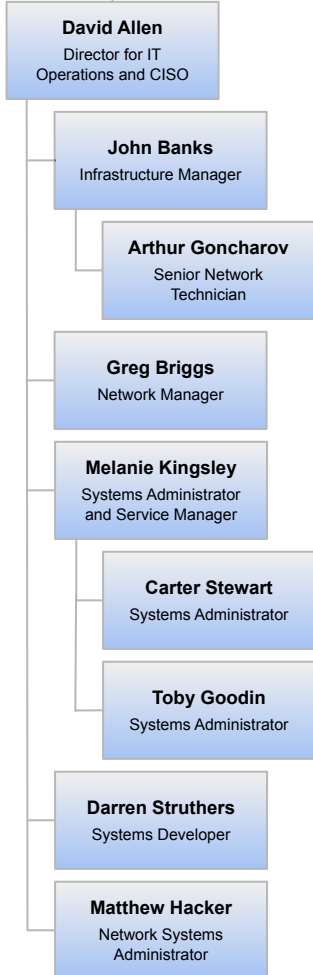 David Allen
Director for IT
Operations and CISO
John Banks
Infrastructure Manager
Arthur Goncharov
Senior Network
Technician
Greg Briggs
Network Manager
Melanie Kingsley
Systems Administrator
and Service Manager
Carter Stewart
Systems Administrator
Toby Goodin
Systems Administrator
Darren Struthers
Systems Developer
Matthew Hacker
Network Systems
Administrator